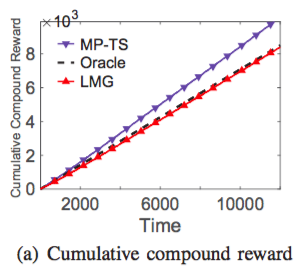 ×10³
Cumulative Compound Reward
8
6
4
2
0
MP-TS
Oracle
LMG
2000
6000
10000
Time
(a) Cumulative compound reward